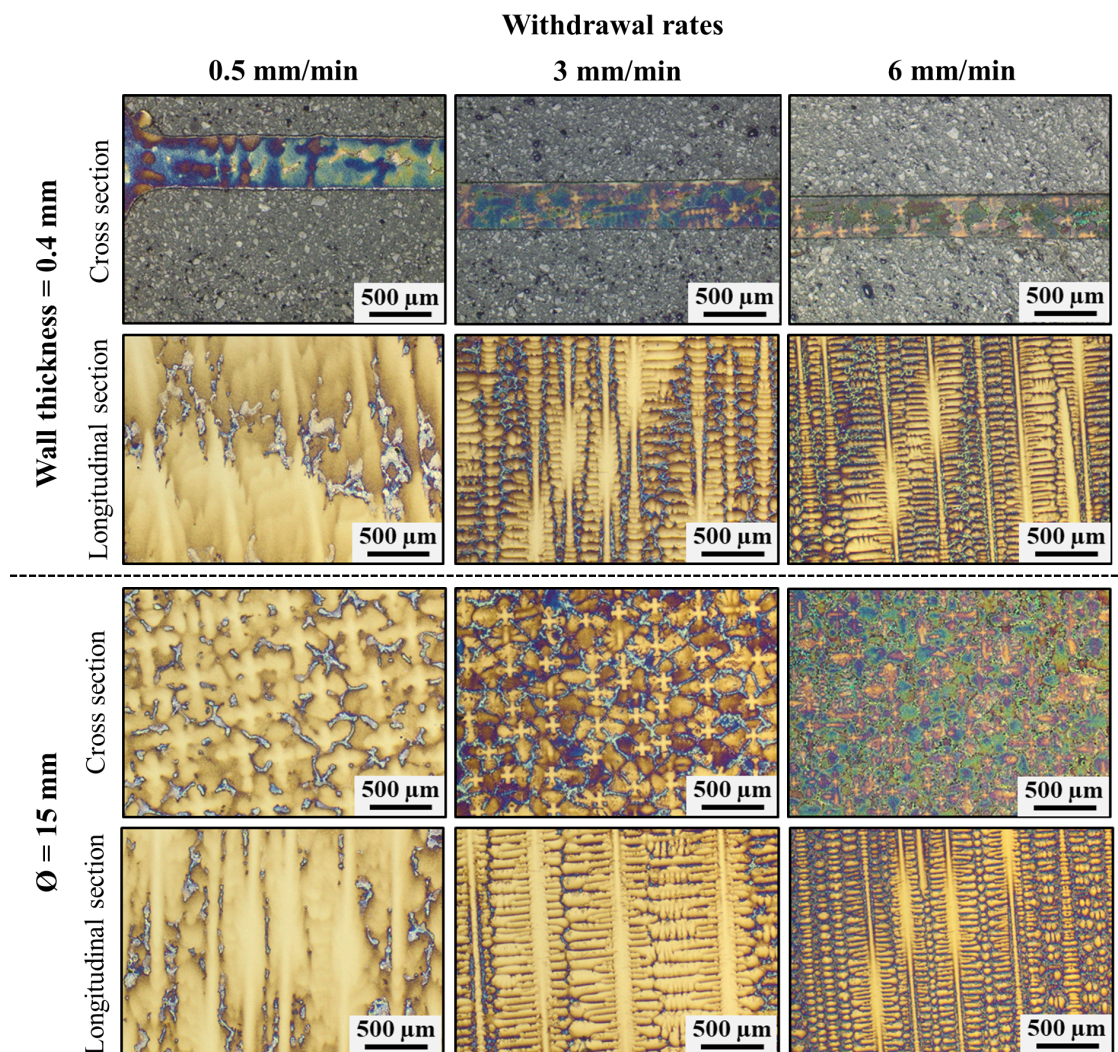 Withdrawal rates
0.5 mm/min
3 mm/min
6 mm/min
Wall thickness = 0.4 mm
Cross section
500 µm
500 µm
500 µm
Longitudinal section
500 µm
500 µm
500 µm
Ø = 15 mm
Cross section
500 µm
500 µm
500 µm
Longitudinal section
500 µm
500 µm
500 µm